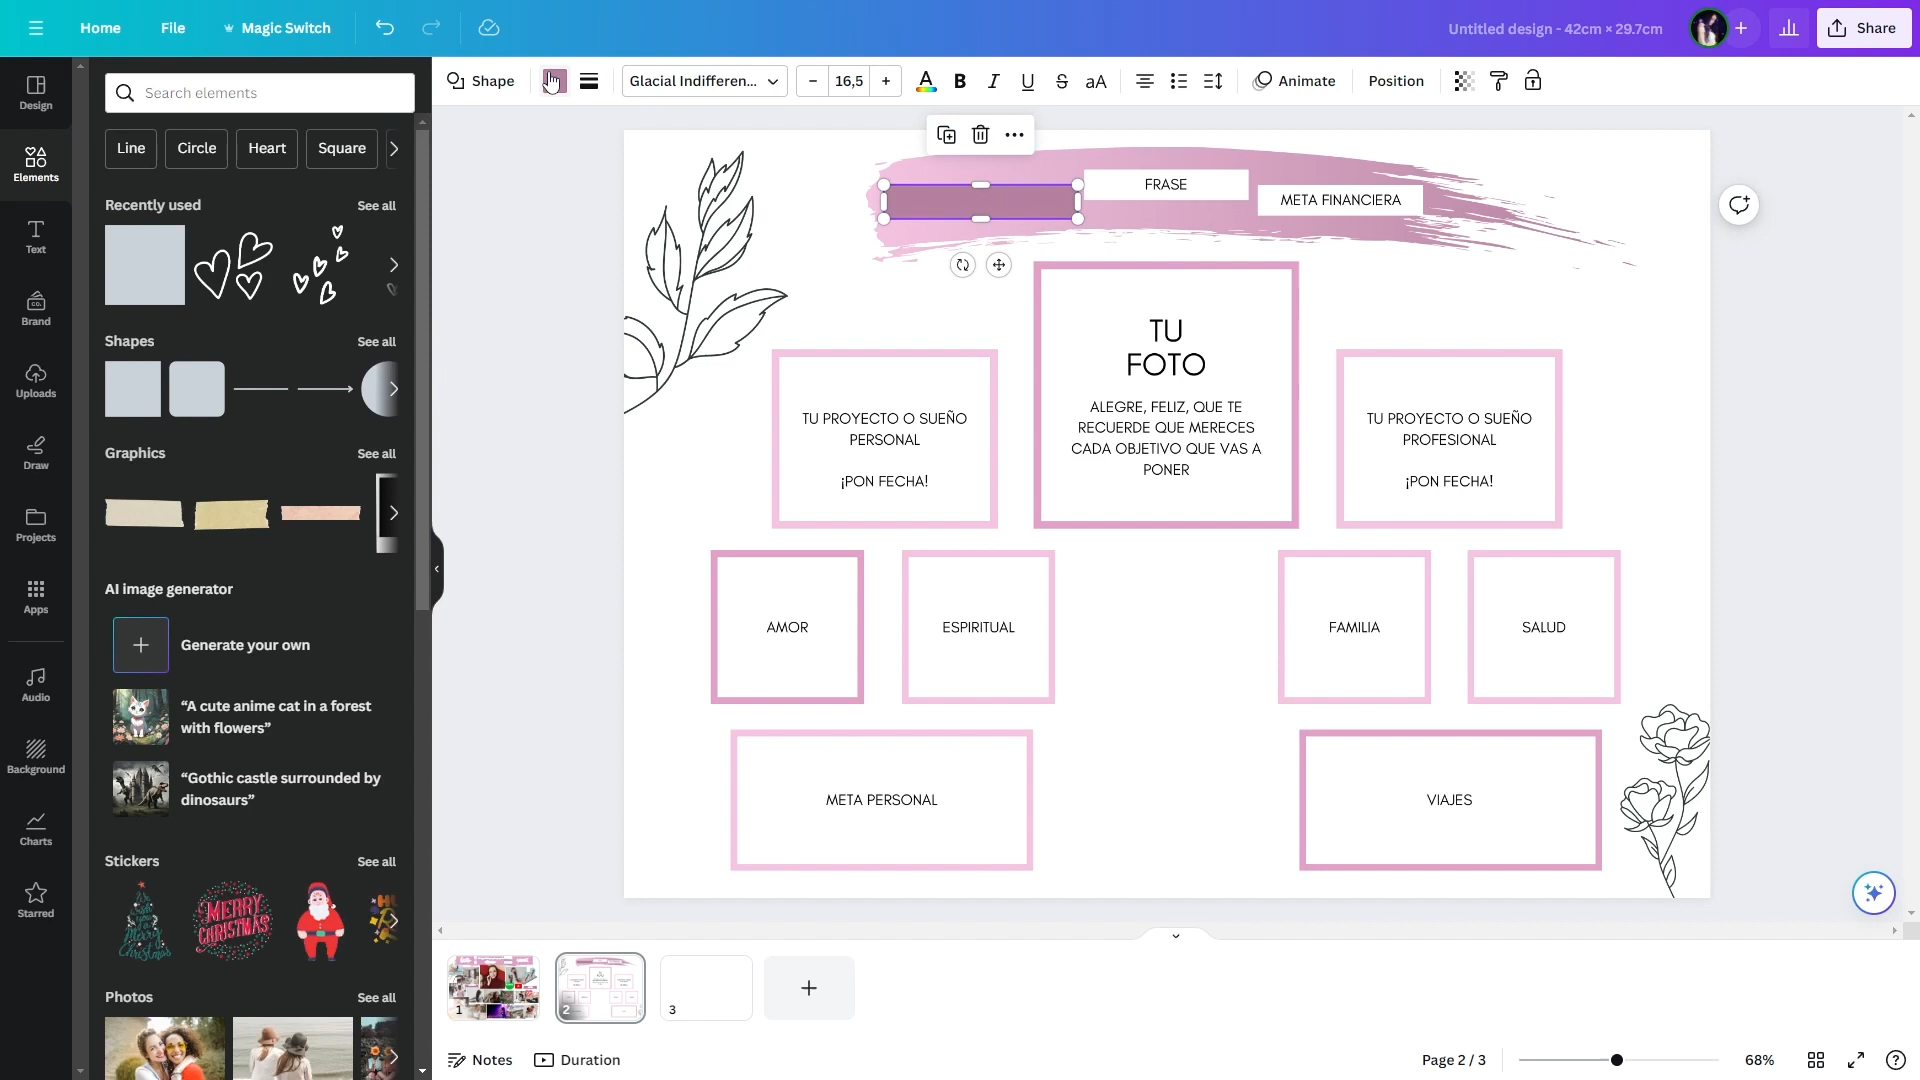 Home
File
Magic Switch
Untitled design - 42cm × 29.7cm
Share
Design
Elements
Text
Brand
Uploads
Draw
Projects
Apps
Audio
Background
Charts
Starred
Search elements
Line
Circle
Heart
Square
Recently used
See all
Shapes
See all
Graphics
See all
AI image generator
Generate your own
“A cute anime cat in a forest
with flowers”
“Gothic castle surrounded by
dinosaurs”
Stickers
See all
MERRY
CHRISTMAS
Photos
See all
Shape
Glacial Indifferen...
16,5
A
B
I
U
S
aA
Animate
Position
FRASE
META FINANCIERA
TU
FOTO
ALEGRE, FELIZ, QUE TE
RECUERDE QUE MERECES
CADA OBJETIVO QUE VAS A
PONER
TU PROYECTO O SUEÑO
PERSONAL
¡PON FECHA!
TU PROYECTO O SUEÑO
PROFESIONAL
¡PON FECHA!
AMOR
ESPIRITUAL
FAMILIA
SALUD
META PERSONAL
VIAJES
1
2
3
Notes
Duration
Page 2 / 3
68%